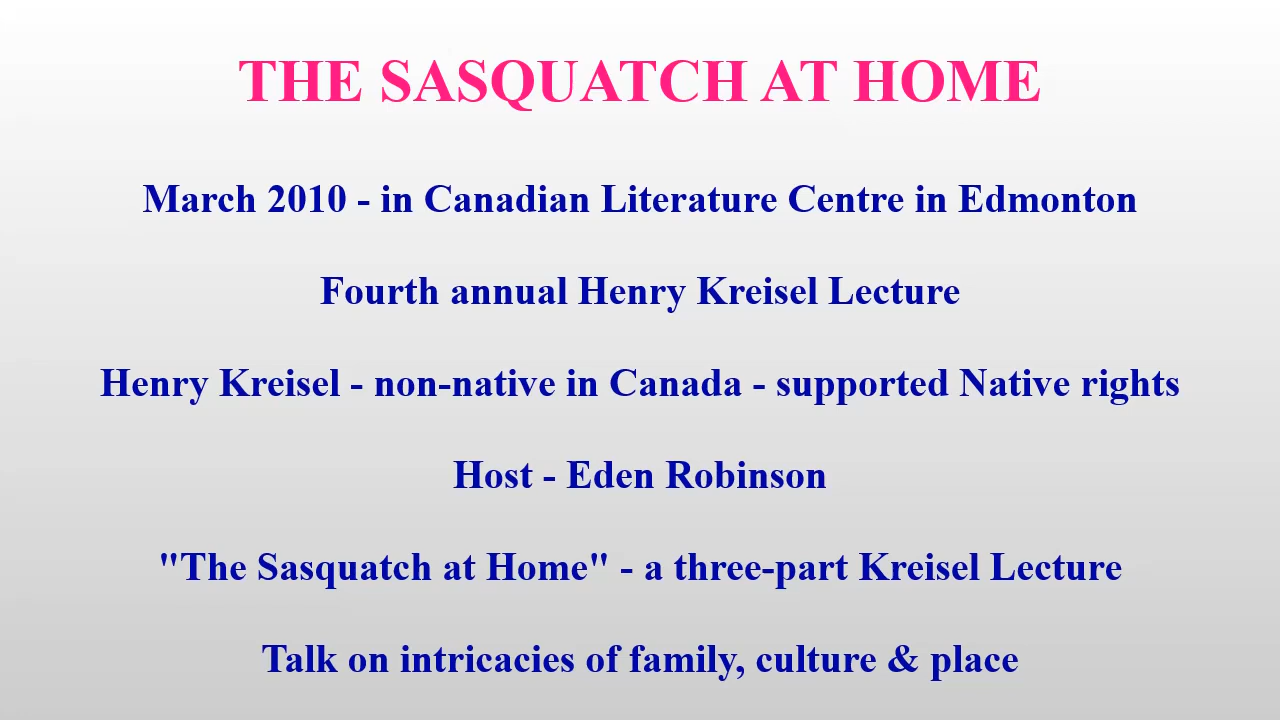 THE SASQUATCH AT HOME
March 2010 - in Canadian Literature Centre in Edmonton
Fourth annual Henry Kreisel Lecture
Henry Kreisel - non-native in Canada - supported Native rights
Host - Eden Robinson
"The Sasquatch at Home" - a three-part Kreisel Lecture
Talk on intricacies of family, culture & place